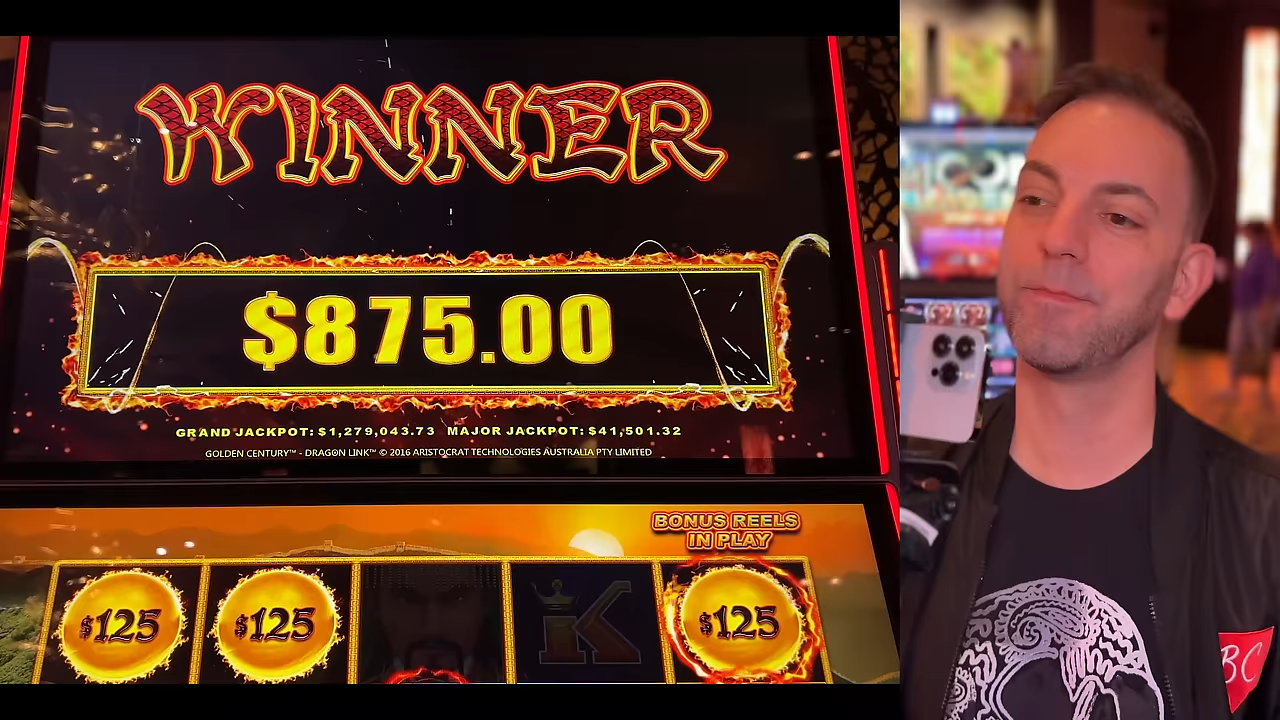 WINNER
$875.00
GRAND JACKPOT: $1,279,043.73 MAJOR JACKPOT: $41,501.32
GOLDEN CENTURY™ - DRAGON LINK™ © 2016 ARISTOCRAT TECHNOLOGIES AUSTRALIA PTY LIMITED
BONUS REELS
IN PLAY
$125 $125 K $125
BC